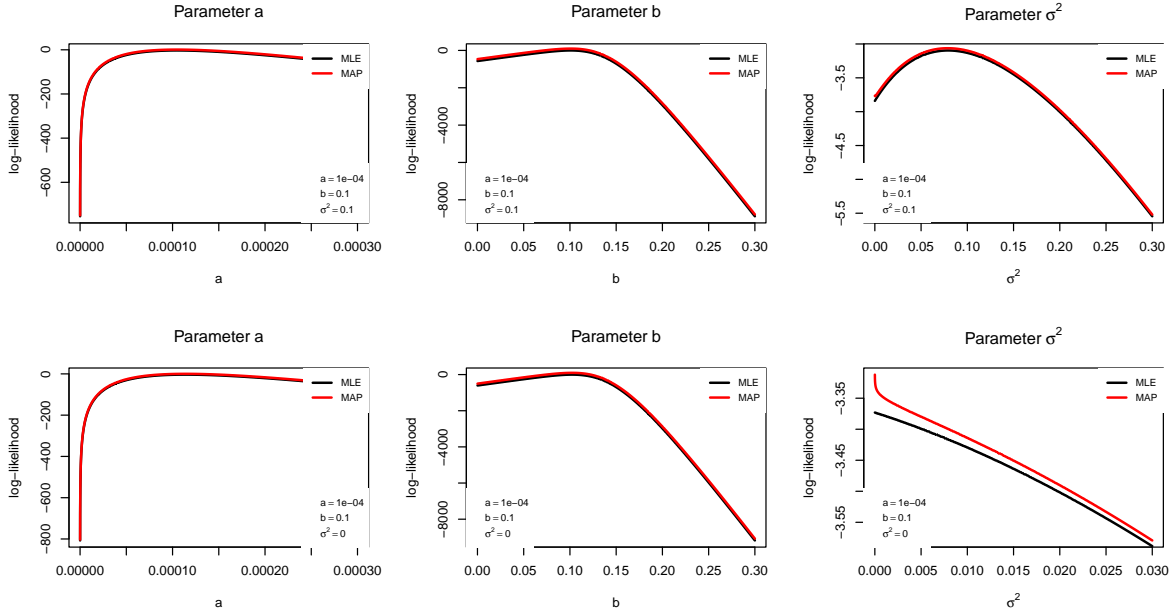 Parameter a
log−likelihood
0
−200
−400
−600
MLE
MAP
a = 1e−04
b = 0.1
σ² = 0.1
0.00000 0.00010 0.00020 0.00030
a
Parameter b
log−likelihood
0
−4000
−8000
MLE
MAP
a = 1e−04
b = 0.1
σ² = 0.1
0.00 0.05 0.10 0.15 0.20 0.25 0.30
b
Parameter σ²
log−likelihood
−3.5
−4.5
−5.5
MLE
MAP
a = 1e−04
b = 0.1
σ² = 0.1
0.00 0.05 0.10 0.15 0.20 0.25 0.30
σ²
Parameter a
log−likelihood
0
−200
−400
−600
−800
MLE
MAP
a = 1e−04
b = 0.1
σ² = 0
0.00000 0.00010 0.00020 0.00030
a
Parameter b
log−likelihood
0
−4000
−8000
MLE
MAP
a = 1e−04
b = 0.1
σ² = 0
0.00 0.05 0.10 0.15 0.20 0.25 0.30
b
Parameter σ²
log−likelihood
−3.35
−3.45
−3.55
MLE
MAP
a = 1e−04
b = 0.1
σ² = 0
0.000 0.005 0.010 0.015 0.020 0.025 0.030
σ²